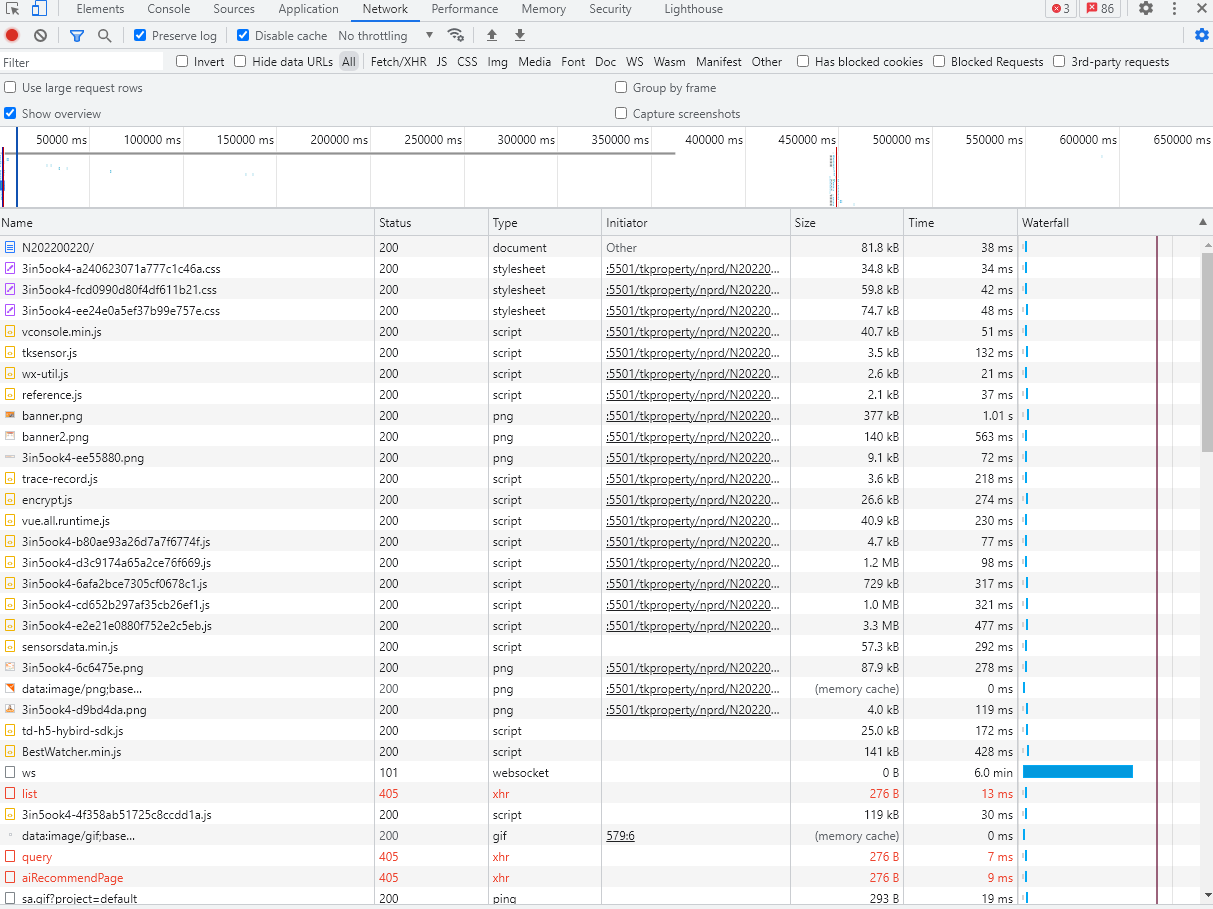 Elements Console Sources Application Network Performance Memory Security Lighthouse 3 86
Preserve log Disable cache No throttling
Filter Invert Hide data URLs All Fetch/XHR JS CSS Img Media Font Doc WS Wasm Manifest Other Has blocked cookies Blocked Requests 3rd-party requests
Use large request rows Group by frame
Show overview Capture screenshots
50000 ms 100000 ms 150000 ms 200000 ms 250000 ms 300000 ms 350000 ms 400000 ms 450000 ms 500000 ms 550000 ms 600000 ms 650000 ms
Name Status Type Initiator Size Time Waterfall
N202200220/ 200 document Other 81.8 kB 38 ms
3in5ook4-a240623071a777c1c46a.css 200 stylesheet :5501/tkproperty/nprd/N20220... 34.8 kB 34 ms
3in5ook4-fcd0990d80f4df611b21.css 200 stylesheet :5501/tkproperty/nprd/N20220... 59.8 kB 42 ms
3in5ook4-ee24e0a5ef37b99e757e.css 200 stylesheet :5501/tkproperty/nprd/N20220... 74.7 kB 48 ms
vconsole.min.js 200 script :5501/tkproperty/nprd/N20220... 40.7 kB 51 ms
tksensor.js 200 script :5501/tkproperty/nprd/N20220... 3.5 kB 132 ms
wx-util.js 200 script :5501/tkproperty/nprd/N20220... 2.6 kB 21 ms
reference.js 200 script :5501/tkproperty/nprd/N20220... 2.1 kB 37 ms
banner.png 200 png :5501/tkproperty/nprd/N20220... 377 kB 1.01 s
banner2.png 200 png :5501/tkproperty/nprd/N20220... 140 kB 563 ms
3in5ook4-ee55880.png 200 png :5501/tkproperty/nprd/N20220... 9.1 kB 72 ms
trace-record.js 200 script :5501/tkproperty/nprd/N20220... 3.6 kB 218 ms
encrypt.js 200 script :5501/tkproperty/nprd/N20220... 26.6 kB 274 ms
vue.all.runtime.js 200 script :5501/tkproperty/nprd/N20220... 40.9 kB 230 ms
3in5ook4-b80ae93a26d7a7f6774f.js 200 script :5501/tkproperty/nprd/N20220... 4.7 kB 77 ms
3in5ook4-d3c9174a65a2ce76f669.js 200 script :5501/tkproperty/nprd/N20220... 1.2 MB 98 ms
3in5ook4-6afa2bce7305cf0678c1.js 200 script :5501/tkproperty/nprd/N20220... 729 kB 317 ms
3in5ook4-cd652b297af35cb26ef1.js 200 script :5501/tkproperty/nprd/N20220... 1.0 MB 321 ms
3in5ook4-e2e21e0880f752e2c5eb.js 200 script :5501/tkproperty/nprd/N20220... 3.3 MB 477 ms
sensorsdata.min.js 200 script 57.3 kB 292 ms
3in5ook4-6c6475e.png 200 png :5501/tkproperty/nprd/N20220... 87.9 kB 278 ms
data:image/png;base... 200 png :5501/tkproperty/nprd/N20220... (memory cache) 0 ms
3in5ook4-d9bd4da.png 200 png :5501/tkproperty/nprd/N20220... 4.0 kB 119 ms
td-h5-hybird-sdk.js 200 script 25.0 kB 172 ms
BestWatcher.min.js 200 script 141 kB 428 ms
ws 101 websocket 0 B 6.0 min
list 405 xhr 276 B 13 ms
3in5ook4-4f358ab51725c8ccdd1a.js 200 script 119 kB 30 ms
data:image/gif;base... 200 gif 579:6 (memory cache) 0 ms
query 405 xhr 276 B 7 ms
aiRecommendPage 405 xhr 276 B 9 ms
sa.gif?project=default 200 ping 293 B 19 ms